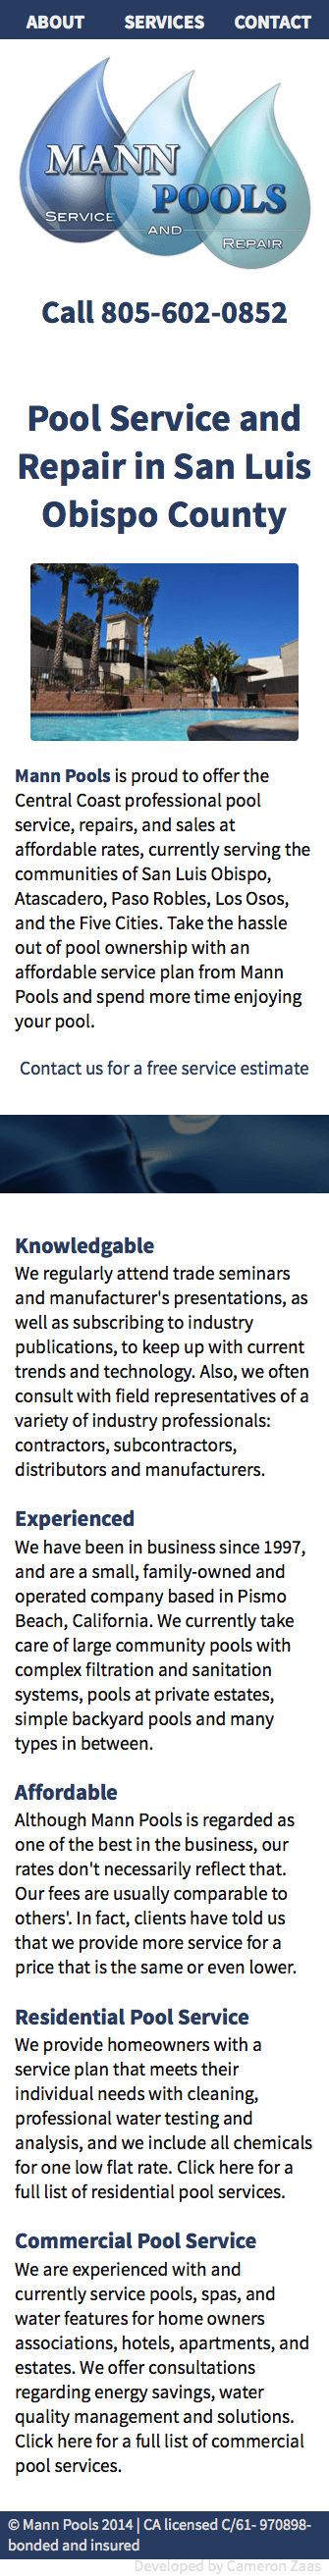 ABOUT SERVICES CONTACT
MANN
POOLS
SERVICE
AND
REPAIR
Call 805-602-0852
Pool Service and
Repair in San Luis
Obispo County
Mann Pools is proud to offer the
Central Coast professional pool
service, repairs, and sales at
affordable rates, currently serving the
communities of San Luis Obispo,
Atascadero, Paso Robles, Los Osos,
and the Five Cities. Take the hassle
out of pool ownership with an
affordable service plan from Mann
Pools and spend more time enjoying
your pool.
Contact us for a free service estimate
Knowledgable
We regularly attend trade seminars
and manufacturer's presentations, as
well as subscribing to industry
publications, to keep up with current
trends and technology. Also, we often
consult with field representatives of a
variety of industry professionals:
contractors, subcontractors,
distributors and manufacturers.
Experienced
We have been in business since 1997,
and are a small, family-owned and
operated company based in Pismo
Beach, California. We currently take
care of large community pools with
complex filtration and sanitation
systems, pools at private estates,
simple backyard pools and many
types in between.
Affordable
Although Mann Pools is regarded as
one of the best in the business, our
rates don't necessarily reflect that.
Our fees are usually comparable to
others'. In fact, clients have told us
that we provide more service for a
price that is the same or even lower.
Residential Pool Service
We provide homeowners with a
service plan that meets their
individual needs with cleaning,
professional water testing and
analysis, and we include all chemicals
for one low flat rate. Click here for a
full list of residential pool services.
Commercial Pool Service
We are experienced with and
currently service pools, spas, and
water features for home owners
associations, hotels, apartments, and
estates. We offer consultations
regarding energy savings, water
quality management and solutions.
Click here for a full list of commercial
pool services.
© Mann Pools 2014 | CA licensed C/61- 970898-
bonded and insured
Developed by Cameron Zaas